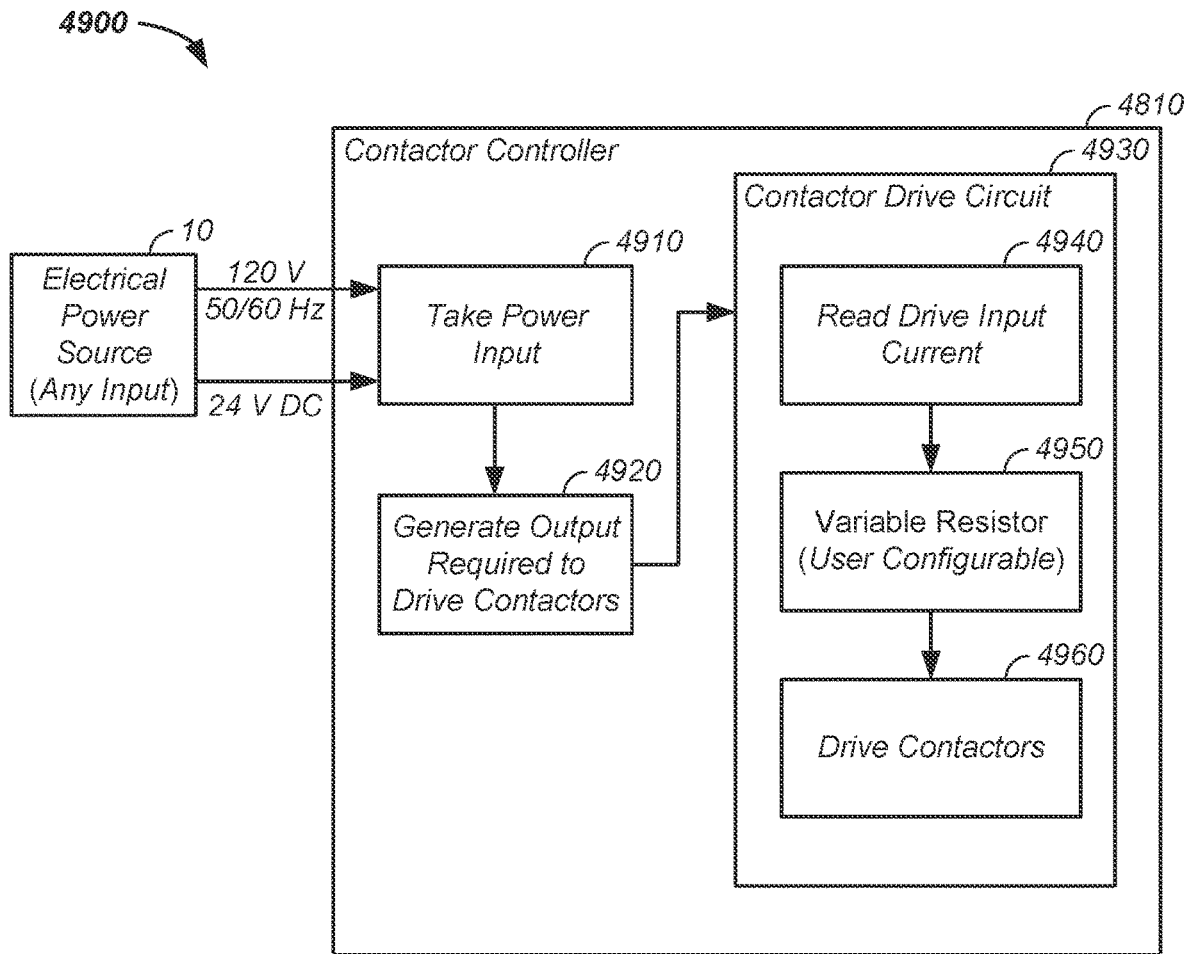 4900
4810
Contactor Controller
4930
Contactor Drive Circuit
10
Electrical
Power
Source
(Any Input)
120 V
50/60 Hz
24 V DC
4910
Take Power
Input
4920
Generate Output
Required to
Drive Contactors
4940
Read Drive Input
Current
4950
Variable Resistor
(User Configurable)
4960
Drive Contactors